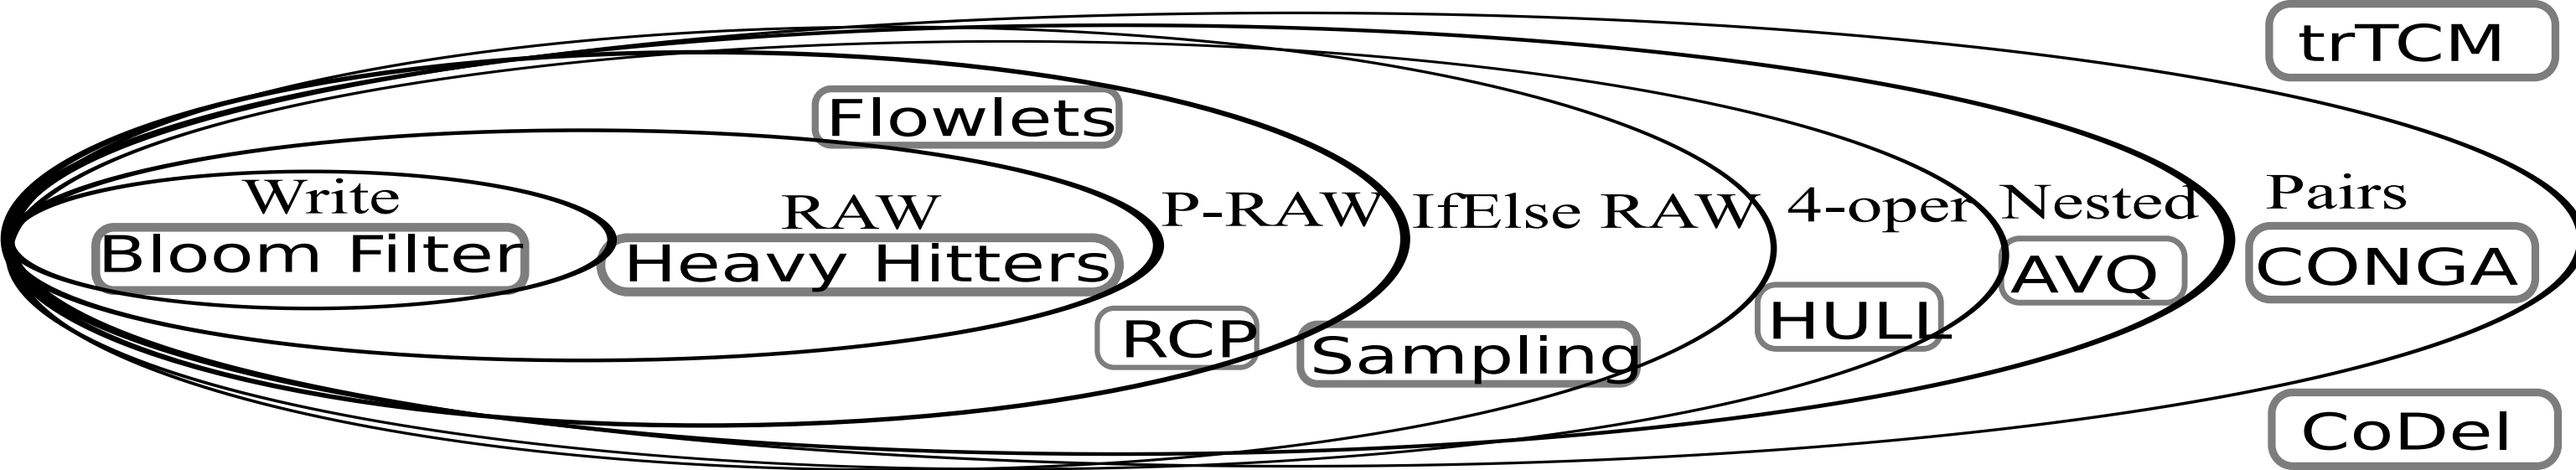 trTCM
Flowlets
Write
RAW
P-RAW
IfElse RAW
4-oper
Nested
Pairs
Bloom Filter
Heavy Hitters
AVQ
CONGA
RCP
Sampling
HULL
CoDel